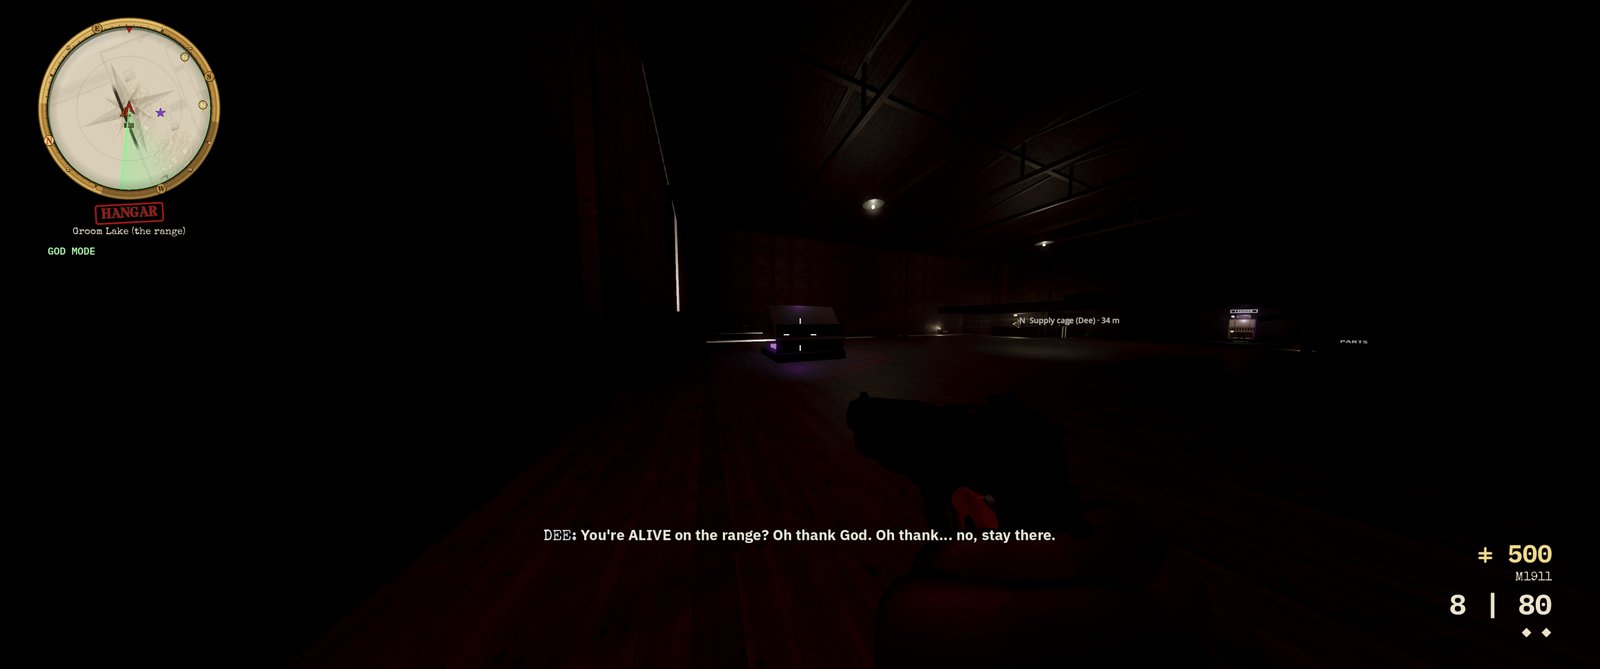 HANGAR
Groom Lake (the range)
GOD MODE
N Supply cage (Dee) · 34 m
PARTS
DEE: You're ALIVE on the range? Oh thank God. Oh thank... no, stay there.
500
M1911
8 | 80